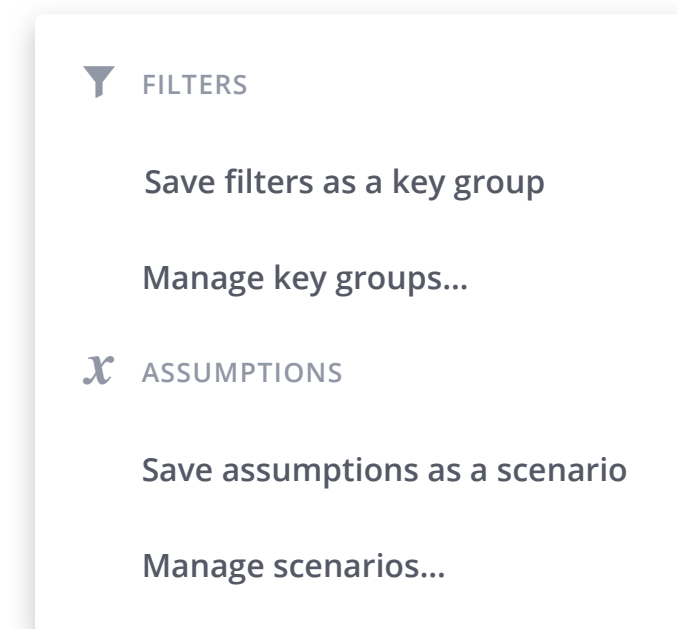 FILTERS
Save filters as a key group
Manage key groups...
x ASSUMPTIONS
Save assumptions as a scenario
Manage scenarios...